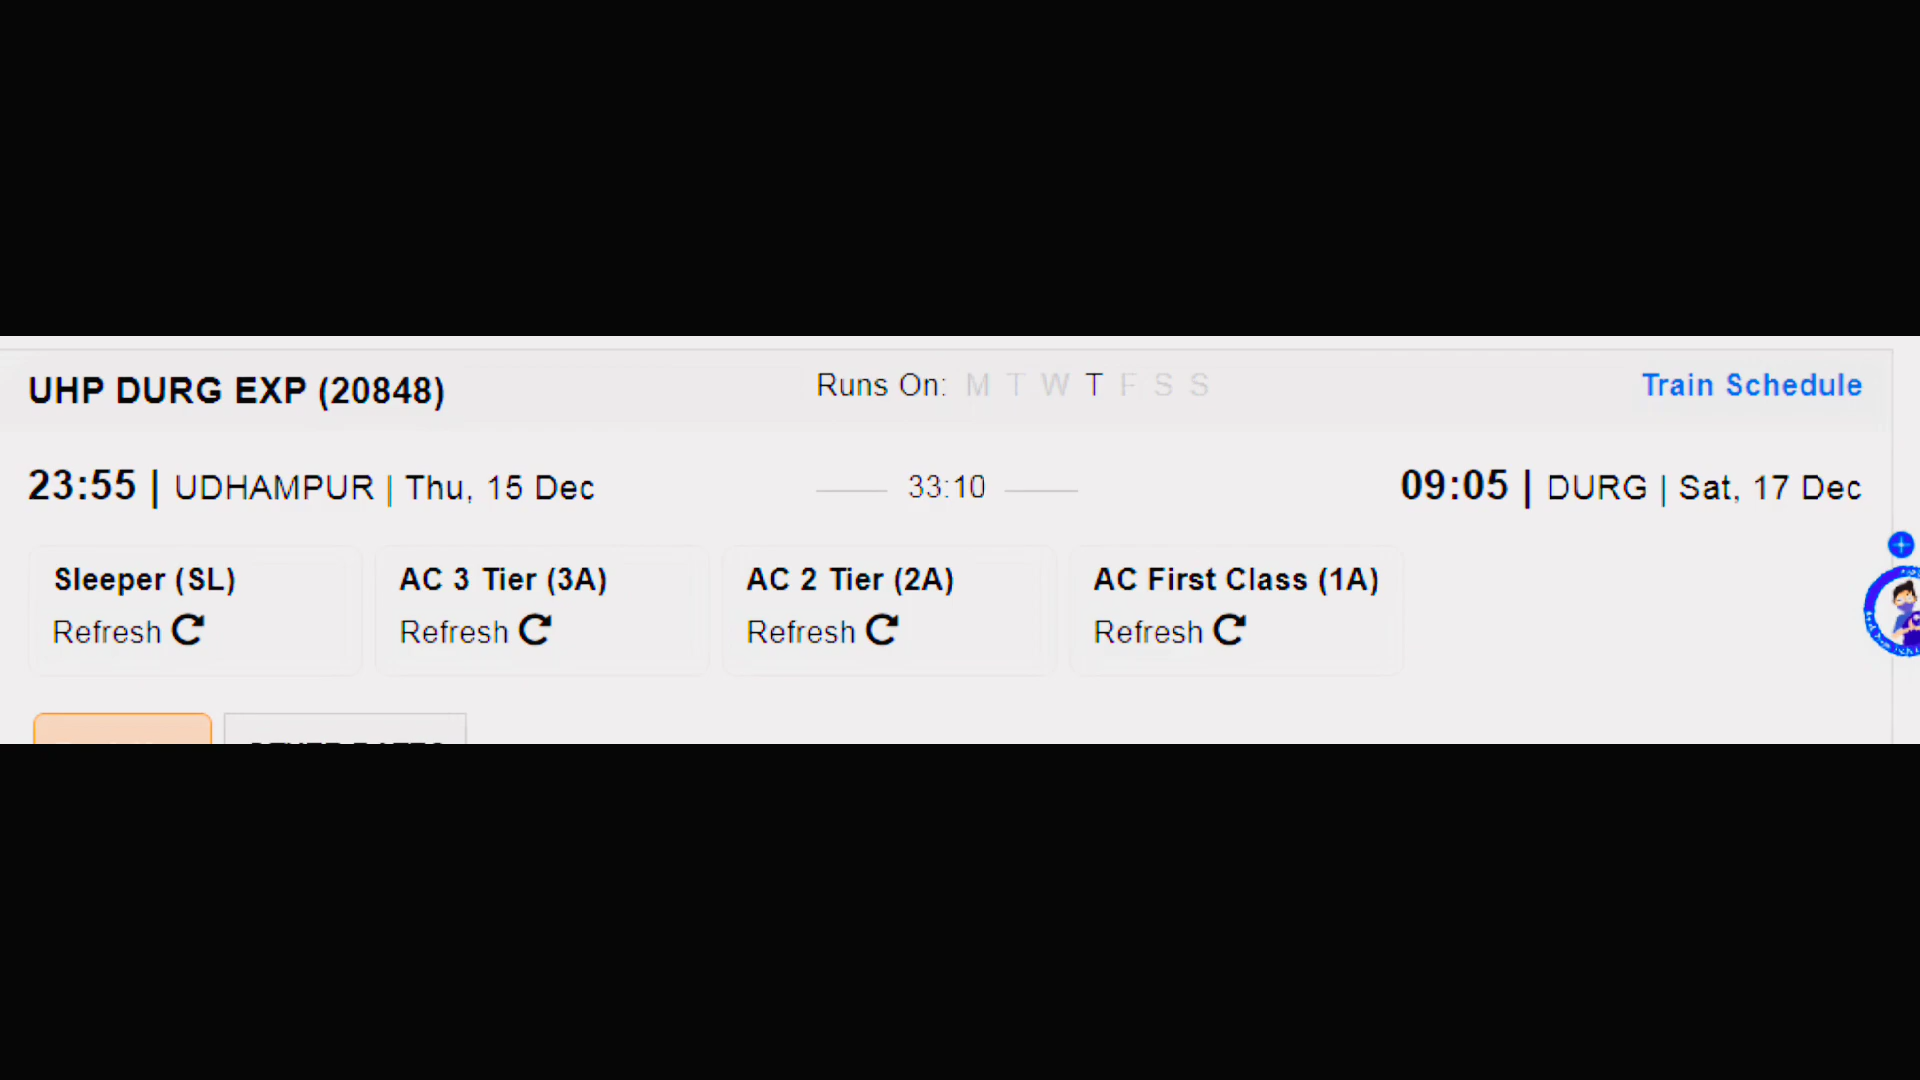 UHP DURG EXP (20848)
Runs On: M T W T F S S
Train Schedule
23:55 | UDHAMPUR | Thu, 15 Dec
33:10
09:05 | DURG | Sat, 17 Dec
Sleeper (SL)
Refresh
AC 3 Tier (3A)
Refresh
AC 2 Tier (2A)
Refresh
AC First Class (1A)
Refresh